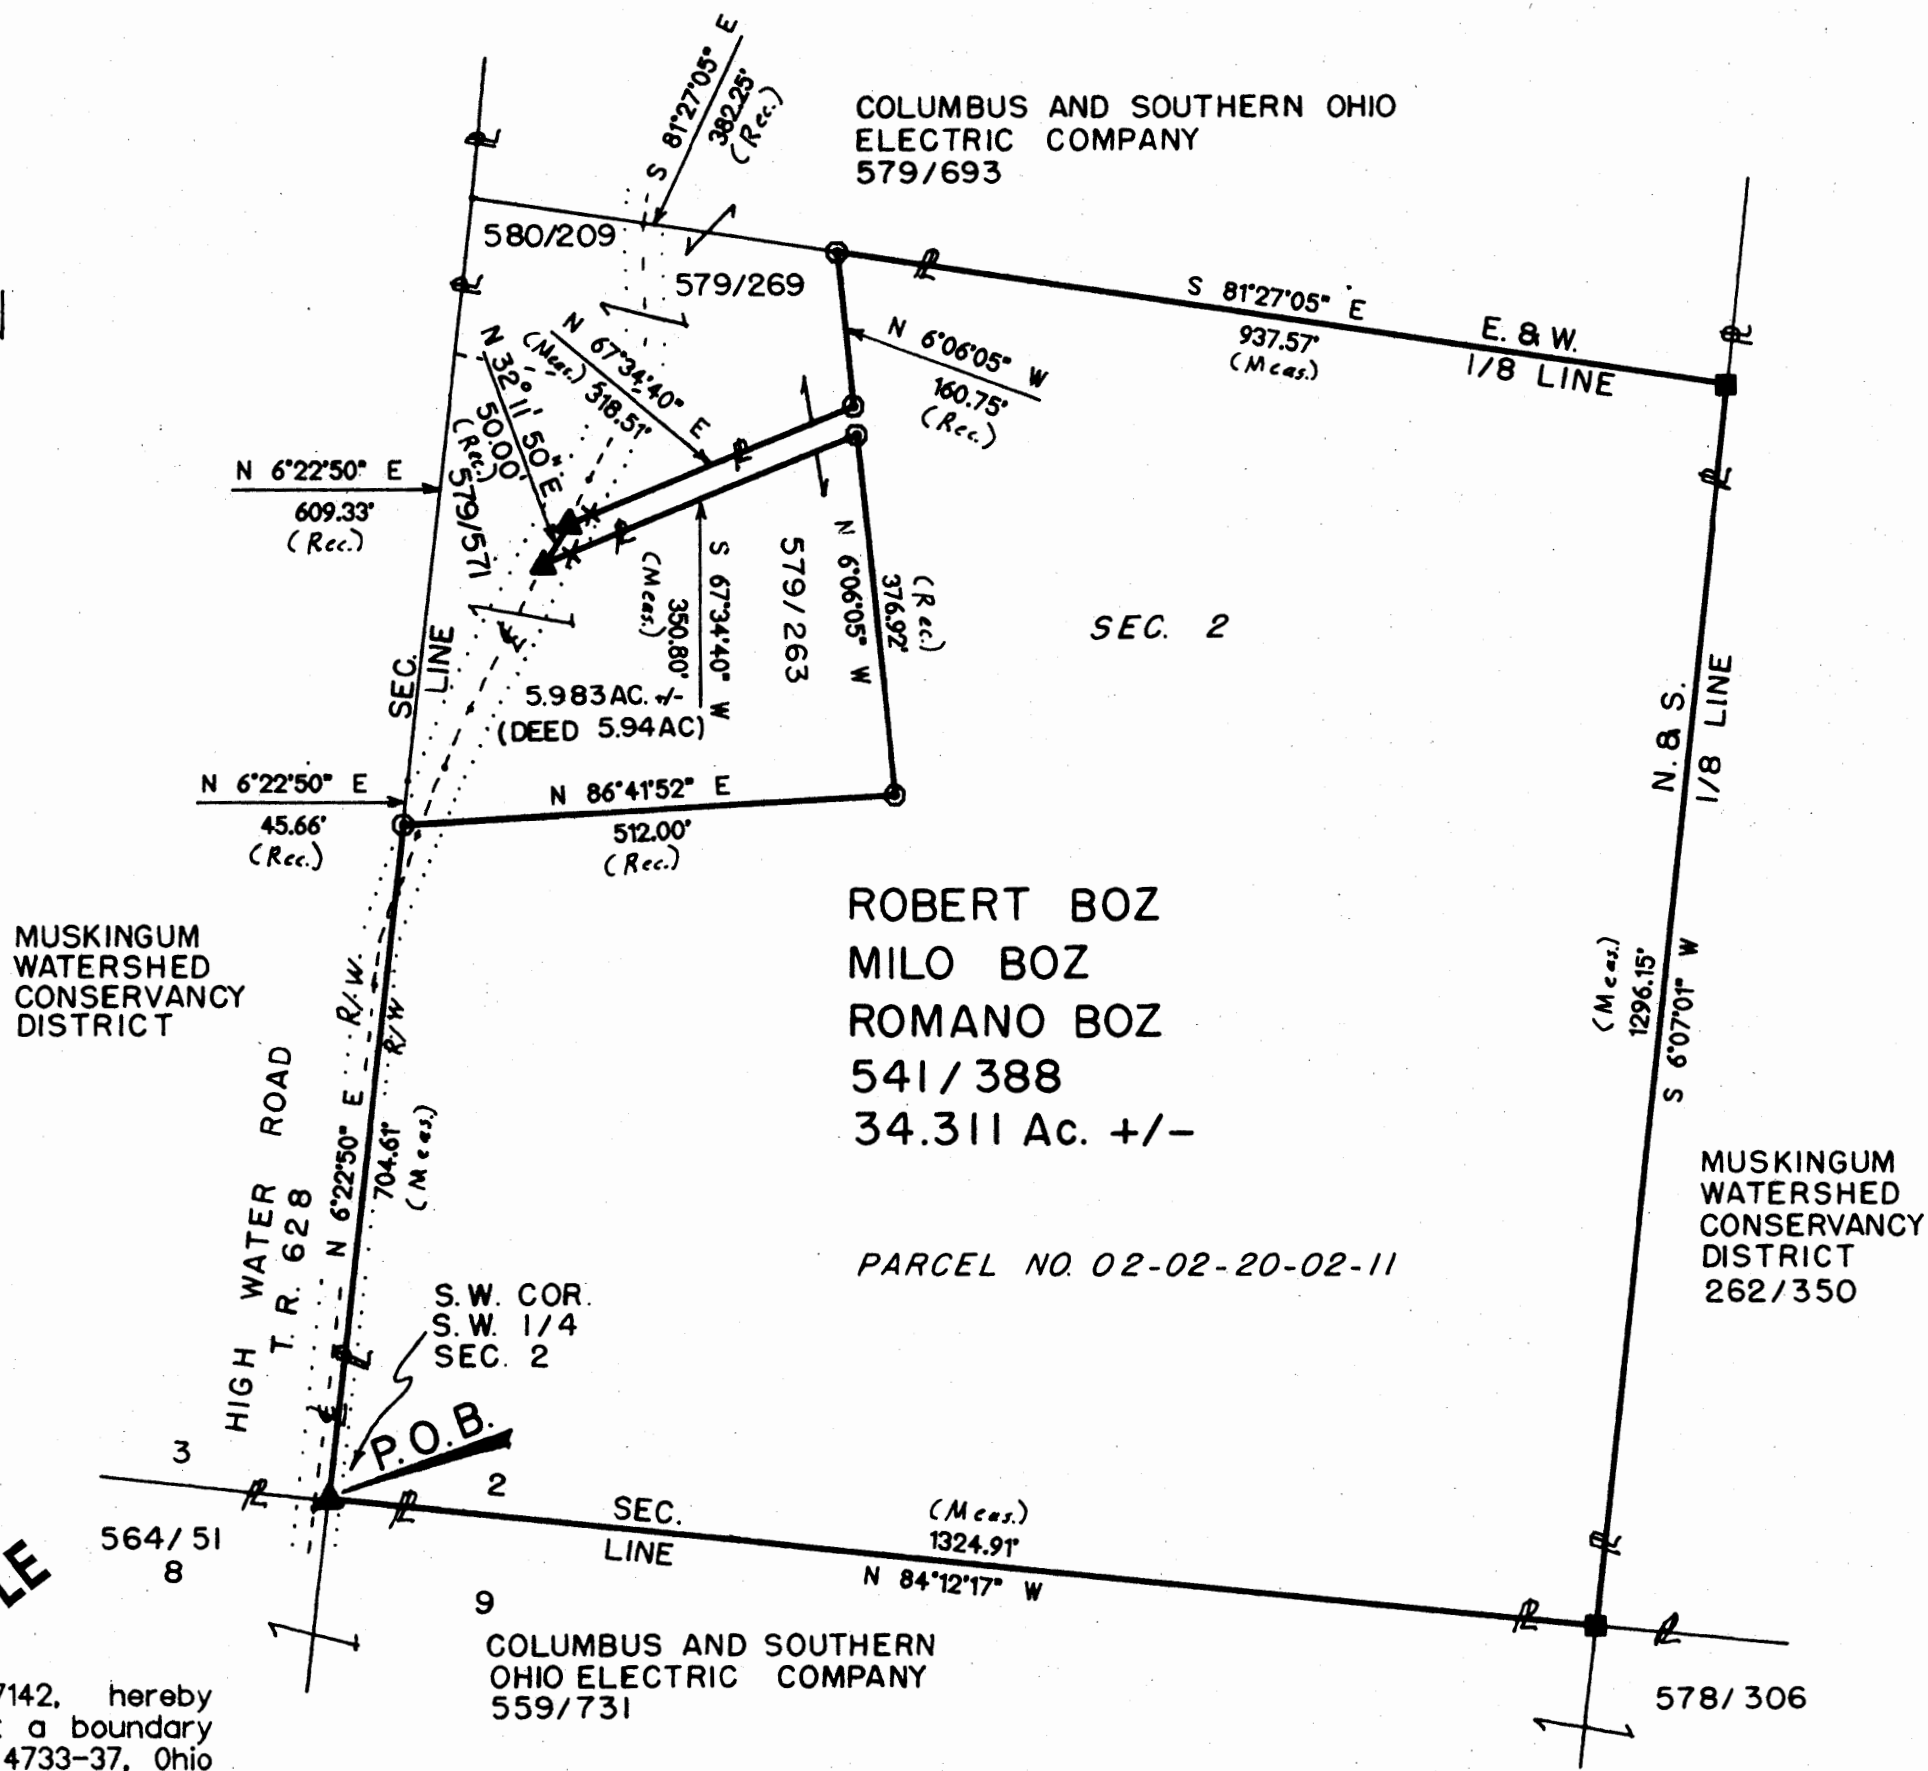 S 81°27'05" E
382.25'
(Rec.)
COLUMBUS AND SOUTHERN OHIO
ELECTRIC COMPANY
579/693
580/209
579/269
S 81°27'05" E
937.57'
(Meas.)
E. & W.
1/8 LINE
N 6°06'05" W
160.75'
(Rec.)
N 67°34'40" E
(Meas.) 318.51'
N 32°11'50" E
50.00'
(Rec.)
N 6°22'50" E
609.33'
(Rec.)
579/571
S 67°34'40" W
350.80'
(Meas.)
579/263
N 6°06'05" W
376.92'
(Rec.)
SEC. 2
SEC.
LINE
5.983 AC. +/-
(DEED 5.94 AC)
N. & S.
1/8 LINE
N 6°22'50" E
45.66'
(Rec.)
N 86°41'52" E
512.00'
(Rec.)
MUSKINGUM
WATERSHED
CONSERVANCY
DISTRICT
ROBERT BOZ
MILO BOZ
ROMANO BOZ
541/388
34.311 Ac. +/-
(Meas.)
1296.15'
S 6°07'01" W
R/W.
R/W
HIGH WATER ROAD
T. R. 628
N 6°22'50" E
704.61'
(Meas.)
MUSKINGUM
WATERSHED
CONSERVANCY
DISTRICT
262/350
PARCEL NO. 02-02-20-02-11
S.W. COR.
S.W. 1/4
SEC. 2
P.O.B.
3
2
SEC.
LINE
(Meas.)
1324.91'
N 84°12'17" W
564/51
8
9
LE
COLUMBUS AND SOUTHERN
OHIO ELECTRIC COMPANY
559/731
578/306
7142, hereby
a boundary
4733-37, Ohio